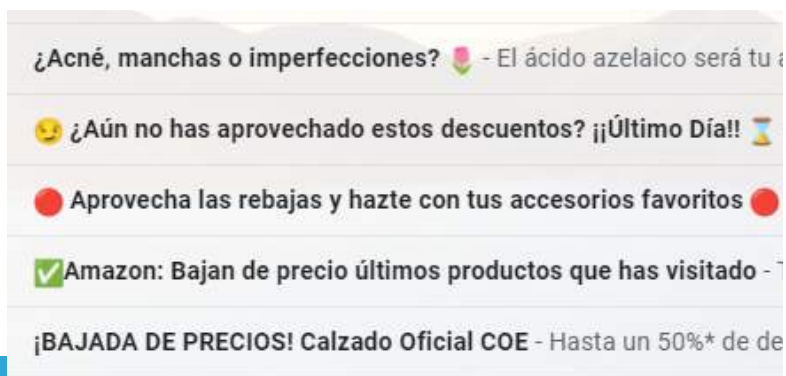 ¿Acné, manchas o imperfecciones? 🌷 - El ácido azelaico será tu
😏 ¿Aún no has aprovechado estos descuentos? ¡¡Último Día!! ⌛
🔴 Aprovecha las rebajas y hazte con tus accesorios favoritos 🔴
✅Amazon: Bajan de precio últimos productos que has visitado -
¡BAJADA DE PRECIOS! Calzado Oficial COE - Hasta un 50%* de